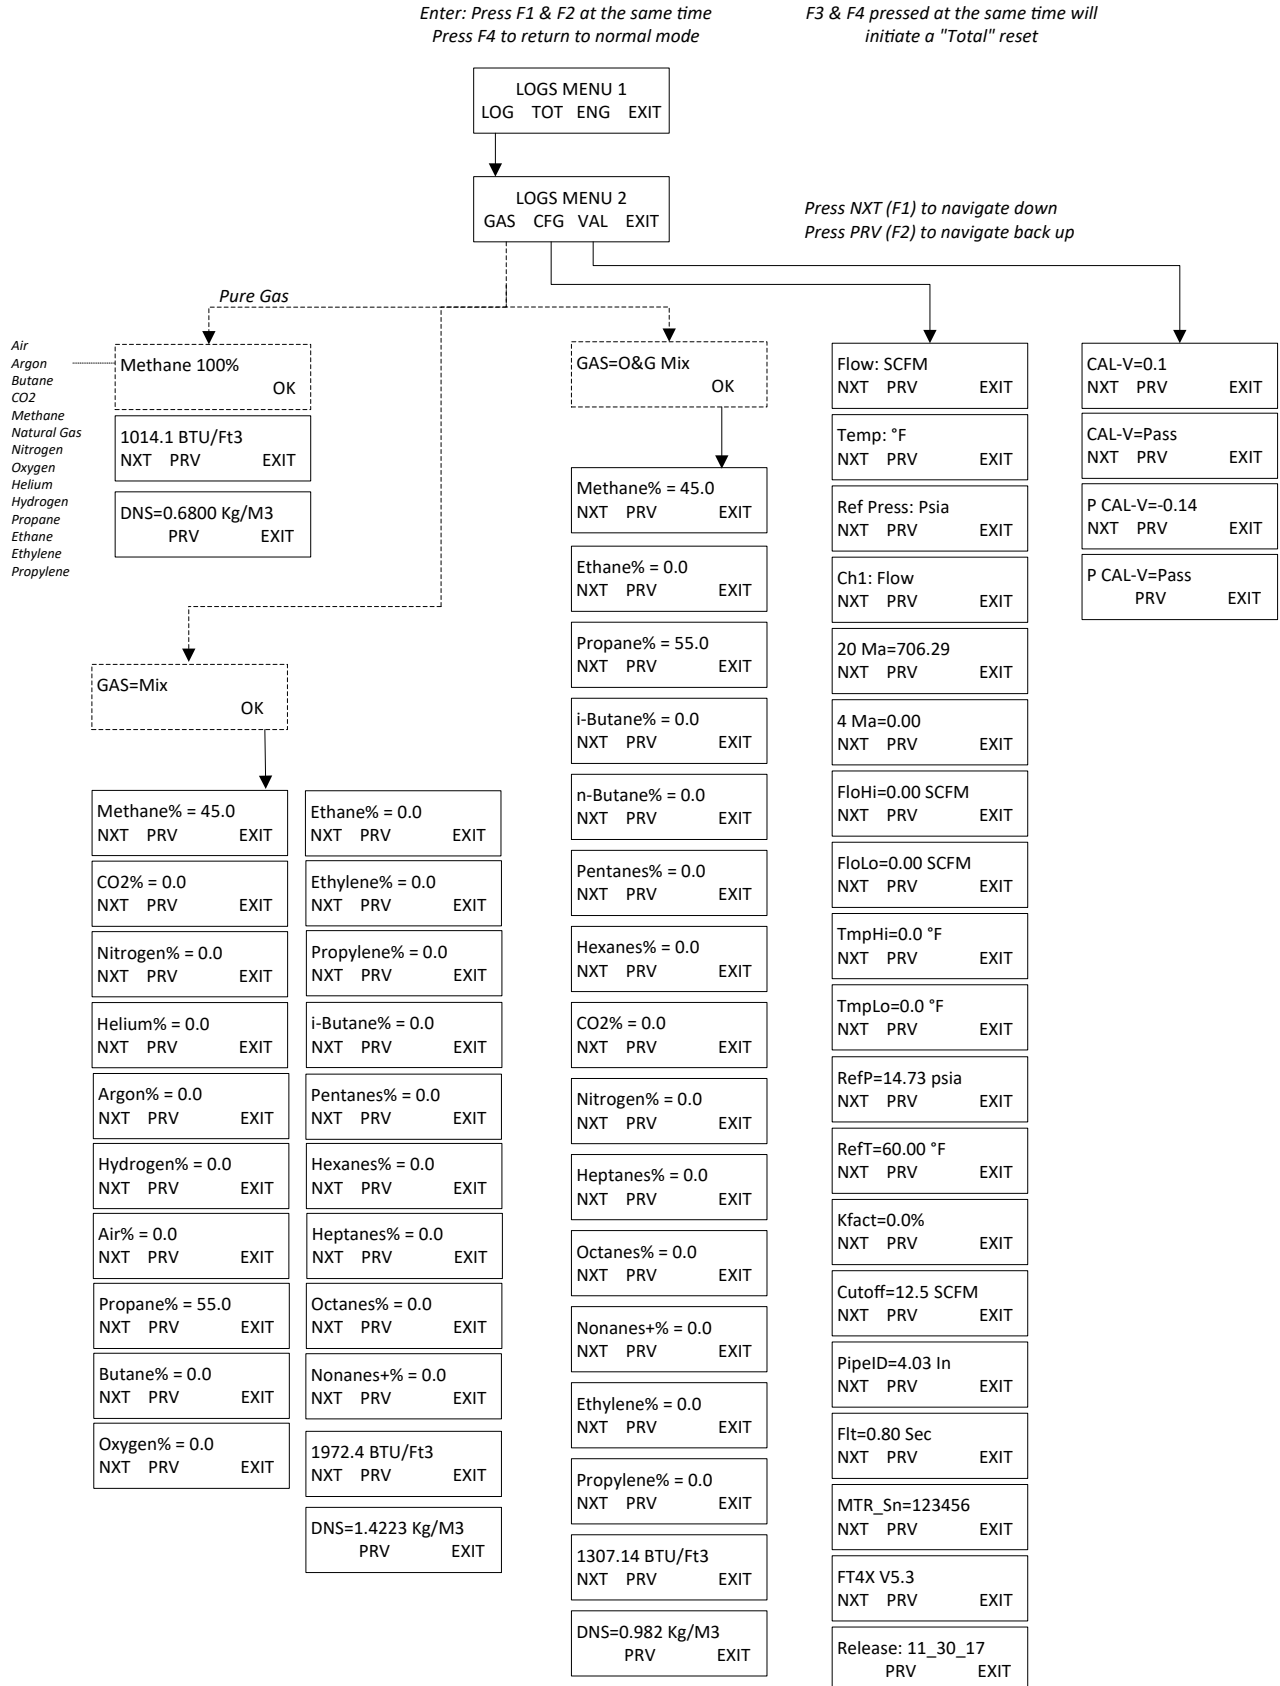 Enter: Press F1 & F2 at the same time
Press F4 to return to normal mode
F3 & F4 pressed at the same time will
initiate a "Total" reset
LOGS MENU 1
LOG TOT ENG EXIT
LOGS MENU 2
GAS CFG VAL EXIT
Press NXT (F1) to navigate down
Press PRV (F2) to navigate back up
Pure Gas
Air
Argon
Butane
CO2
Methane
Natural Gas
Nitrogen
Oxygen
Helium
Hydrogen
Propane
Ethane
Ethylene
Propylene
Methane 100%
OK
1014.1 BTU/Ft3
NXT PRV EXIT
DNS=0.6800 Kg/M3
PRV EXIT
GAS=Mix
OK
Methane% = 45.0
NXT PRV EXIT
CO2% = 0.0
NXT PRV EXIT
Nitrogen% = 0.0
NXT PRV EXIT
Helium% = 0.0
NXT PRV EXIT
Argon% = 0.0
NXT PRV EXIT
Hydrogen% = 0.0
NXT PRV EXIT
Air% = 0.0
NXT PRV EXIT
Propane% = 55.0
NXT PRV EXIT
Butane% = 0.0
NXT PRV EXIT
Oxygen% = 0.0
NXT PRV EXIT
Ethane% = 0.0
NXT PRV EXIT
Ethylene% = 0.0
NXT PRV EXIT
Propylene% = 0.0
NXT PRV EXIT
i-Butane% = 0.0
NXT PRV EXIT
Pentanes% = 0.0
NXT PRV EXIT
Hexanes% = 0.0
NXT PRV EXIT
Heptanes% = 0.0
NXT PRV EXIT
Octanes% = 0.0
NXT PRV EXIT
Nonanes+% = 0.0
NXT PRV EXIT
1972.4 BTU/Ft3
NXT PRV EXIT
DNS=1.4223 Kg/M3
PRV EXIT
GAS=O&G Mix
OK
Methane% = 45.0
NXT PRV EXIT
Ethane% = 0.0
NXT PRV EXIT
Propane% = 55.0
NXT PRV EXIT
i-Butane% = 0.0
NXT PRV EXIT
n-Butane% = 0.0
NXT PRV EXIT
Pentanes% = 0.0
NXT PRV EXIT
Hexanes% = 0.0
NXT PRV EXIT
CO2% = 0.0
NXT PRV EXIT
Nitrogen% = 0.0
NXT PRV EXIT
Heptanes% = 0.0
NXT PRV EXIT
Octanes% = 0.0
NXT PRV EXIT
Nonanes+% = 0.0
NXT PRV EXIT
Ethylene% = 0.0
NXT PRV EXIT
Propylene% = 0.0
NXT PRV EXIT
1307.14 BTU/Ft3
NXT PRV EXIT
DNS=0.982 Kg/M3
PRV EXIT
Flow: SCFM
NXT PRV EXIT
Temp: °F
NXT PRV EXIT
Ref Press: Psia
NXT PRV EXIT
Ch1: Flow
NXT PRV EXIT
20 Ma=706.29
NXT PRV EXIT
4 Ma=0.00
NXT PRV EXIT
FloHi=0.00 SCFM
NXT PRV EXIT
FloLo=0.00 SCFM
NXT PRV EXIT
TmpHi=0.0 °F
NXT PRV EXIT
TmpLo=0.0 °F
NXT PRV EXIT
RefP=14.73 psia
NXT PRV EXIT
RefT=60.00 °F
NXT PRV EXIT
Kfact=0.0%
NXT PRV EXIT
Cutoff=12.5 SCFM
NXT PRV EXIT
PipeID=4.03 In
NXT PRV EXIT
Flt=0.80 Sec
NXT PRV EXIT
MTR_Sn=123456
NXT PRV EXIT
FT4X V5.3
NXT PRV EXIT
Release: 11_30_17
PRV EXIT
CAL-V=0.1
NXT PRV EXIT
CAL-V=Pass
NXT PRV EXIT
P CAL-V=-0.14
NXT PRV EXIT
P CAL-V=Pass
PRV EXIT